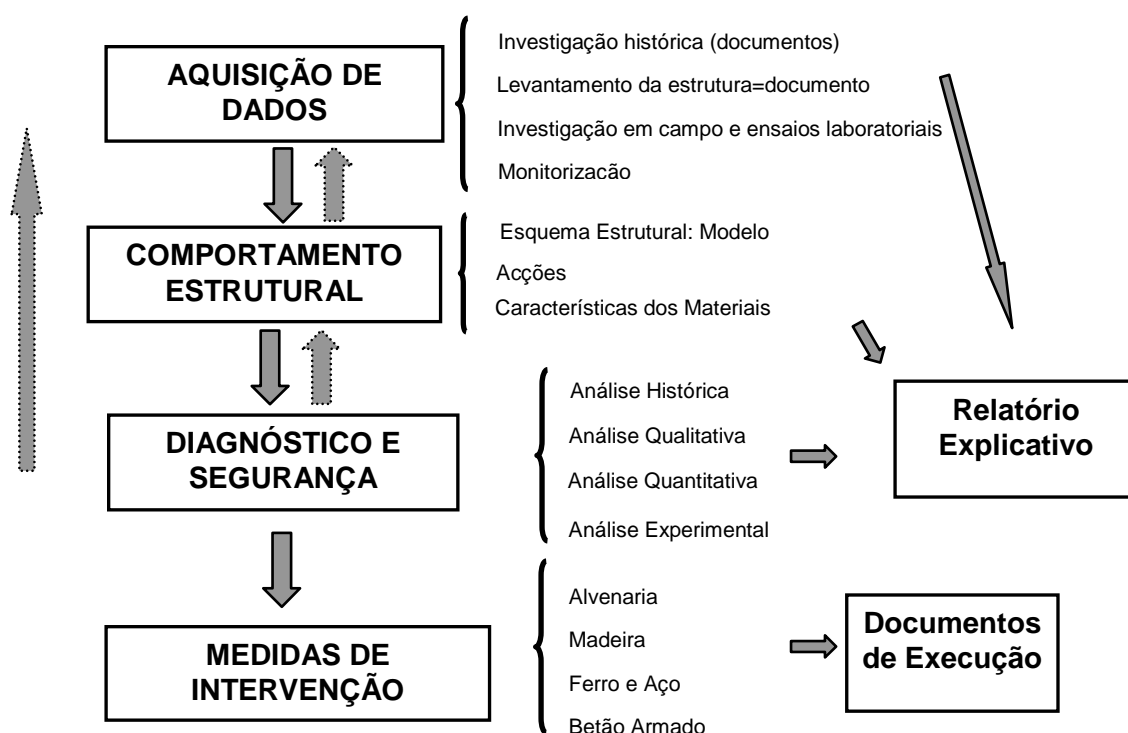 AQUISIÇÃO DE
DADOS
Investigação histórica (documentos)
Levantamento da estrutura=documento
Investigação em campo e ensaios laboratoriais
Monitorizacão
COMPORTAMENTO
ESTRUTURAL
Esquema Estrutural: Modelo
Acções
Características dos Materiais
DIAGNÓSTICO E
SEGURANÇA
Análise Histórica
Análise Qualitativa
Análise Quantitativa
Análise Experimental
Relatório
Explicativo
MEDIDAS DE
INTERVENÇÃO
Alvenaria
Madeira
Ferro e Aço
Betão Armado
Documentos
de Execução